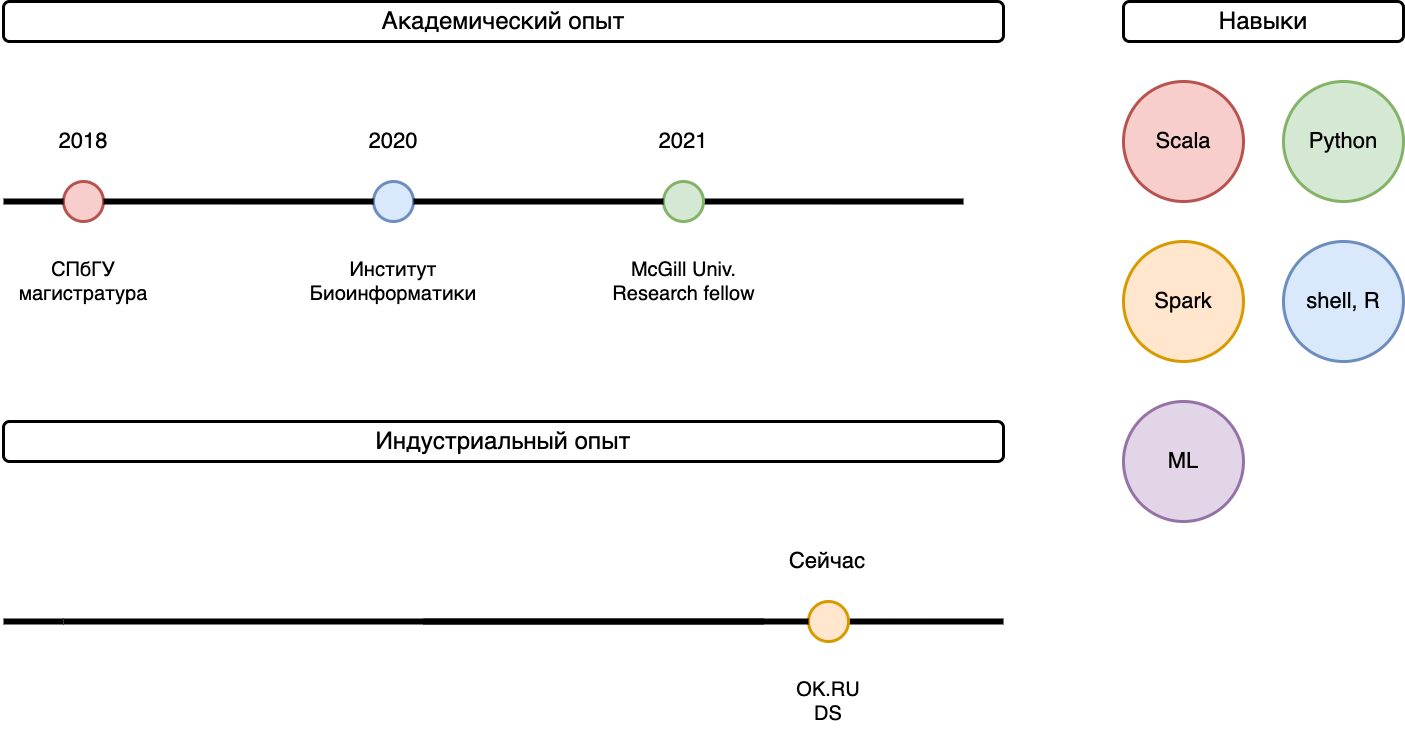 Академический опыт
2018
2020
2021
СПбГУ
магистратура
Институт
Биоинформатики
McGill Univ.
Research fellow
Индустриальный опыт
Сейчас
OK.RU
DS
Навыки
Scala
Python
Spark
shell, R
ML